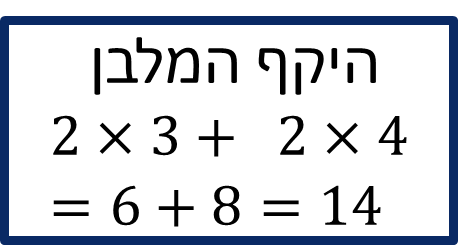 היקף המלבן
2 × 3 + 2 × 4
= 6 + 8 = 14